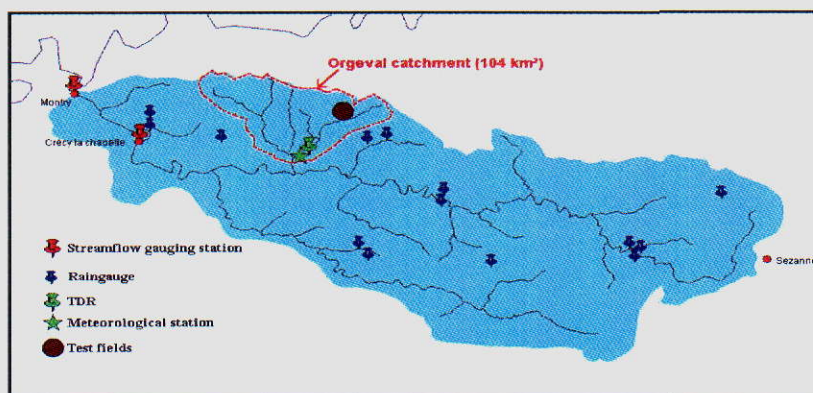 Orgeval catchment (104 km²)
Montry
Crécy la chapelle
Streamflow gauging station
Raingauge
TDR
Meteorological station
Test fields
Sezanne